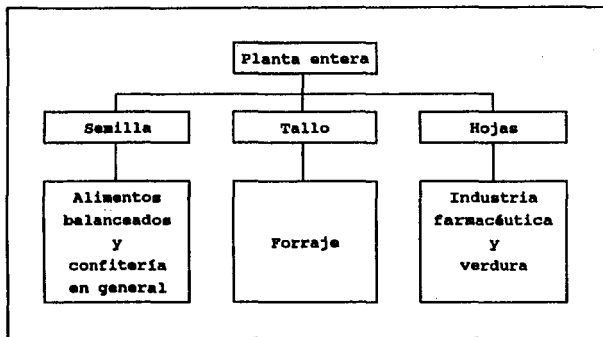 Planta entera
Semilla
Tallo
Hojas
Alimentos
balanceados
y
confitería
en general
Forraje
Industria
farmacéutica
y
verdura